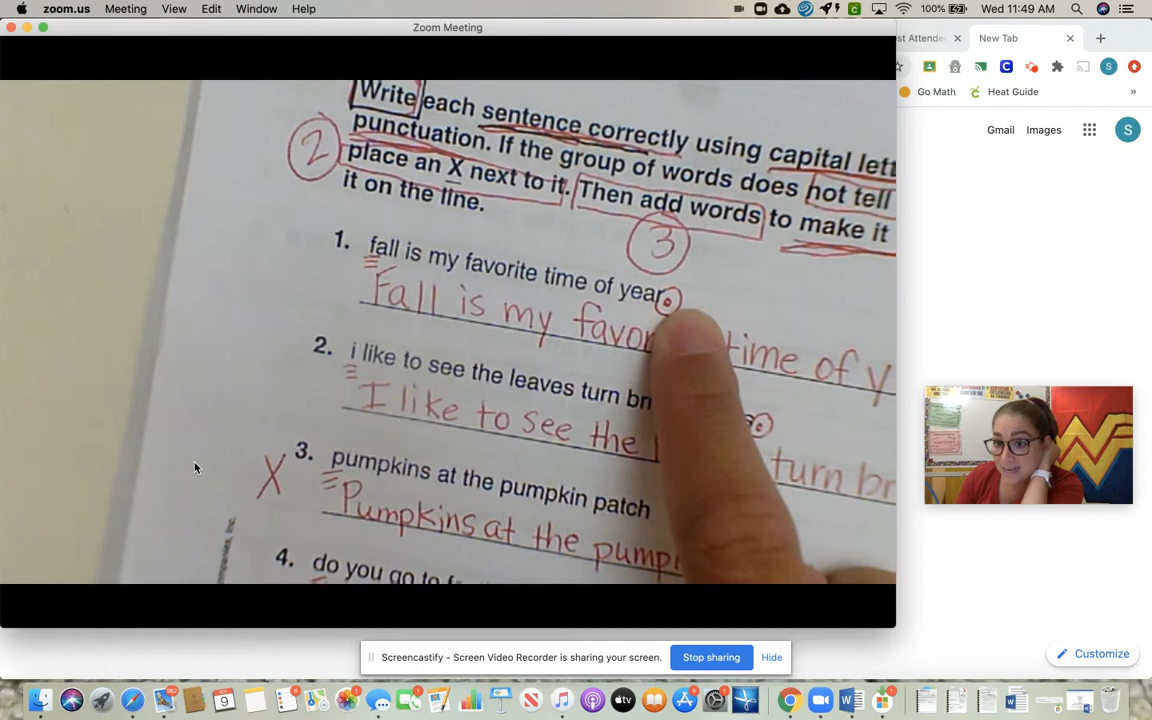 zoom.us Meeting View Edit Window Help
100% Wed 11:49 AM
Zoom Meeting
New Tab
Go Math Heat Guide
Gmail Images S
Write each sentence correctly using capital lett
punctuation. If the group of words does not tell
place an X next to it. Then add words to make it
it on the line.
2
3
1. fall is my favorite time of year.
Fall is my favor time of y
2. i like to see the leaves turn br
I like to see the turn br
X 3. pumpkins at the pumpkin patch
Pumpkins at the pump
4. do you go to
Screencastify - Screen Video Recorder is sharing your screen. Stop sharing Hide
Customize